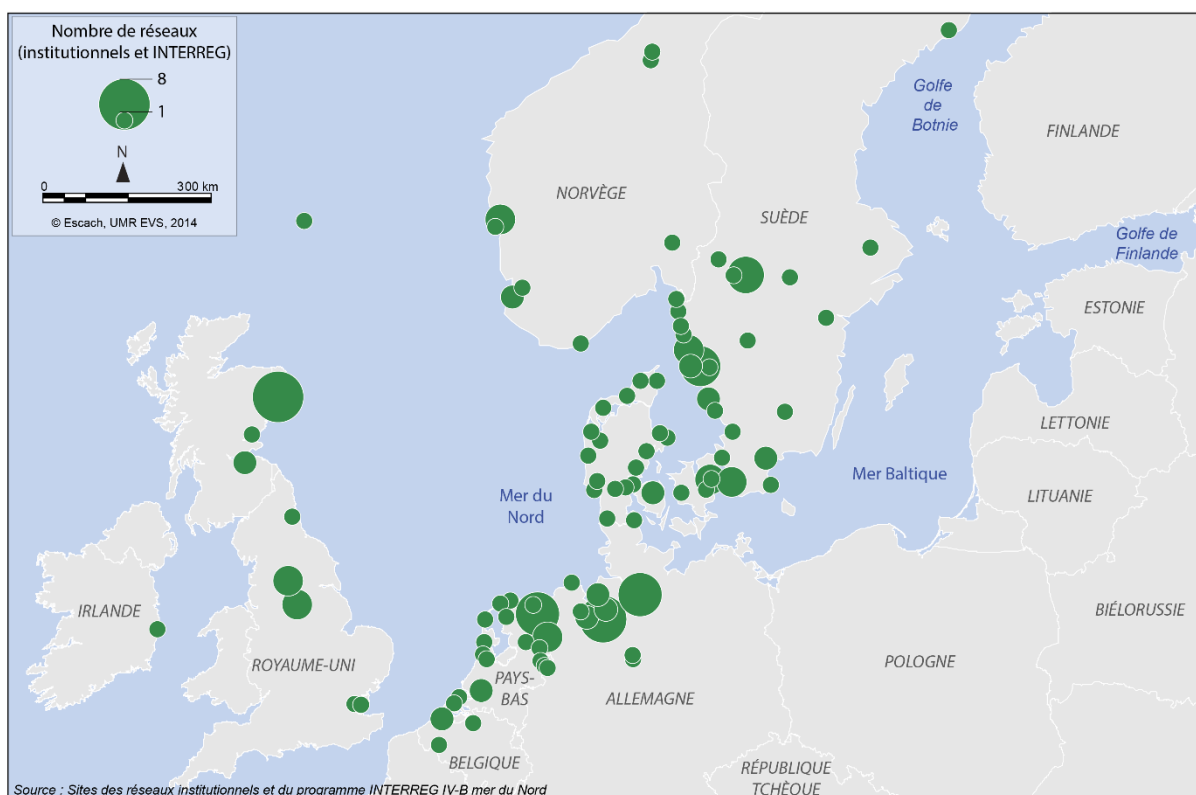 Nombre de réseaux
(institutionnels et INTERREG)
8
1
N
0 300 km
© Escach, UMR EVS, 2014
Golfe
de
Botnie
FINLANDE
NORVÈGE
SUÈDE
Golfe de
Finlande
ESTONIE
LETTONIE
Mer Baltique
LITUANIE
Mer du
Nord
BIÉLORUSSIE
IRLANDE
ROYAUME-UNI
POLOGNE
PAYS-
BAS
ALLEMAGNE
BELGIQUE
RÉPUBLIQUE
TCHÈQUE
Source : Sites des réseaux institutionnels et du programme INTERREG IV-B mer du Nord